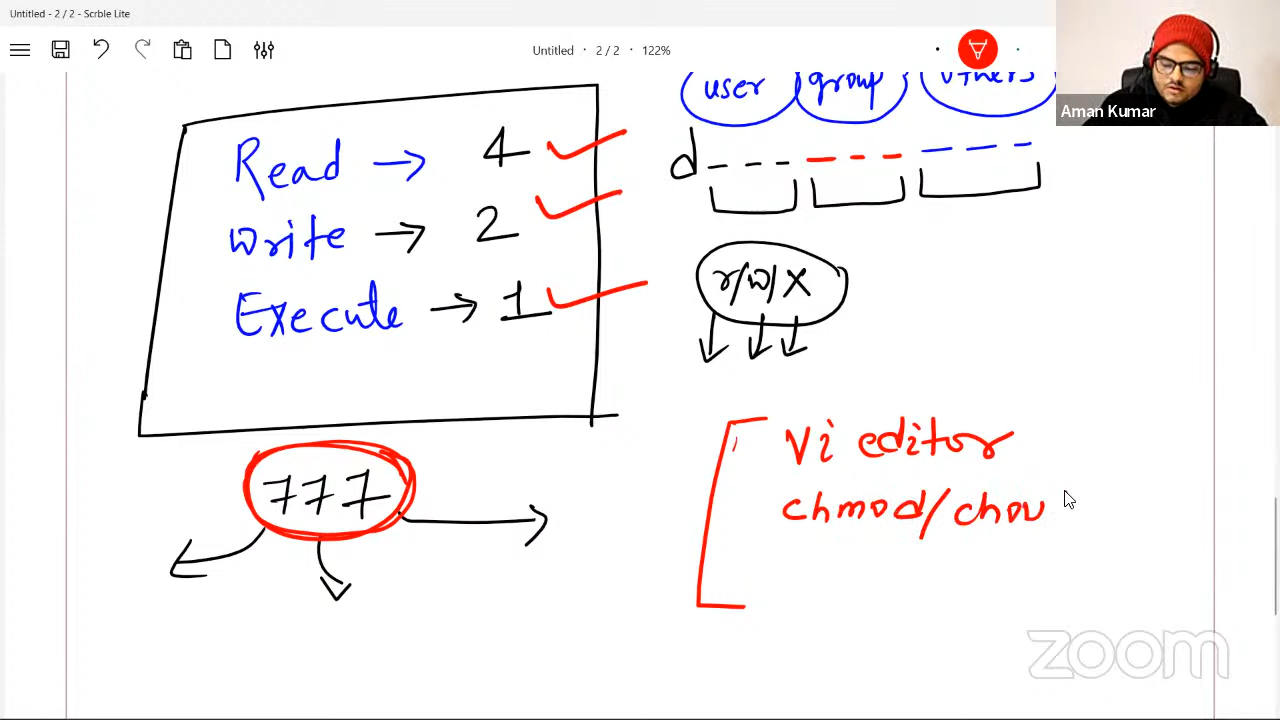 Untitled - 2 / 2 - Scrble Lite
Untitled • 2 / 2 • 122%
Aman Kumar
user group others
d _ _ _ _ _ _ _ _ _
Read → 4
Write → 2
Execute → 1
r/w/x
777
Vi editor
chmod/chow
zoom